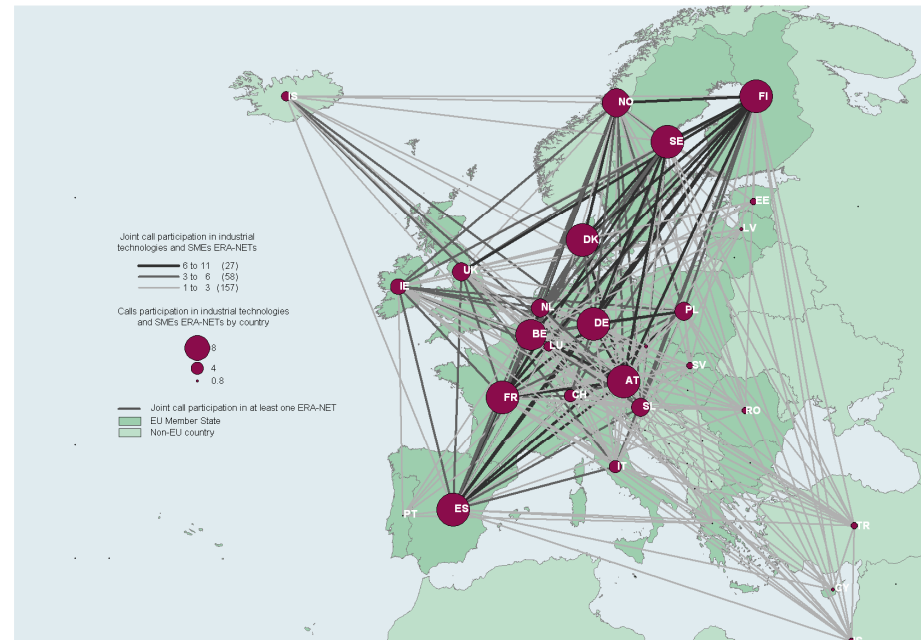 IS
NO
FI
SE
EE
LV
DK
Joint call participation in industrial
technologies and SMEs ERA-NETs
6 to 11 (27)
3 to 6 (58)
1 to 3 (157)
UK
IE
NL
PL
DE
BE
LU
Calls participation in industrial technologies
and SMEs ERA-NETs by country
8
4
0.8
SV
AT
CH
FR
SL
RO
Joint call participation in at least one ERA-NET
EU Member State
Non-EU country
IT
ES
PT
TR
CY